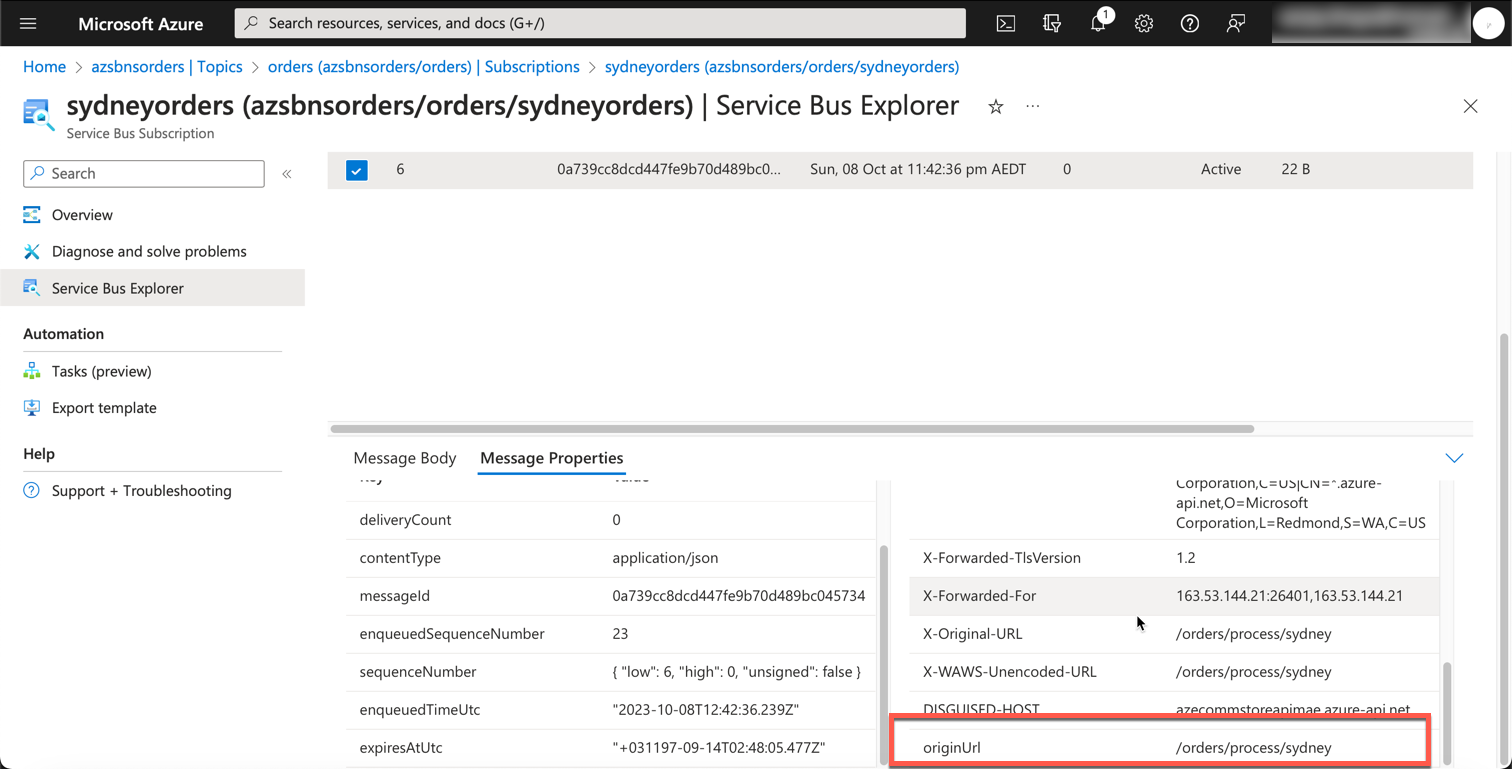 Microsoft Azure
Search resources, services, and docs (G+/)
1
Home > azsbnsorders | Topics > orders (azsbnsorders/orders) | Subscriptions > sydneyorders (azsbnsorders/orders/sydneyorders)
sydneyorders (azsbnsorders/orders/sydneyorders) | Service Bus Explorer
Service Bus Subscription
Search
Overview
Diagnose and solve problems
Service Bus Explorer
Automation
Tasks (preview)
Export template
Help
Support + Troubleshooting
6 0a739cc8dcd447fe9b70d489bc0... Sun, 08 Oct at 11:42:36 pm AEDT 0 Active 22 B
Message Body Message Properties
Key Value
deliveryCount 0
contentType application/json
messageId 0a739cc8dcd447fe9b70d489bc045734
enqueuedSequenceNumber 23
sequenceNumber { "low": 6, "high": 0, "unsigned": false }
enqueuedTimeUtc "2023-10-08T12:42:36.239Z"
expiresAtUtc "+031197-09-14T02:48:05.477Z"
Corporation,C=US|CN=*.azure-
api.net,O=Microsoft
Corporation,L=Redmond,S=WA,C=US
X-Forwarded-TlsVersion 1.2
X-Forwarded-For 163.53.144.21:26401,163.53.144.21
X-Original-URL /orders/process/sydney
X-WAWS-Unencoded-URL /orders/process/sydney
DISGUISED-HOST azecommstoreapimae.azure-api.net
originUrl /orders/process/sydney